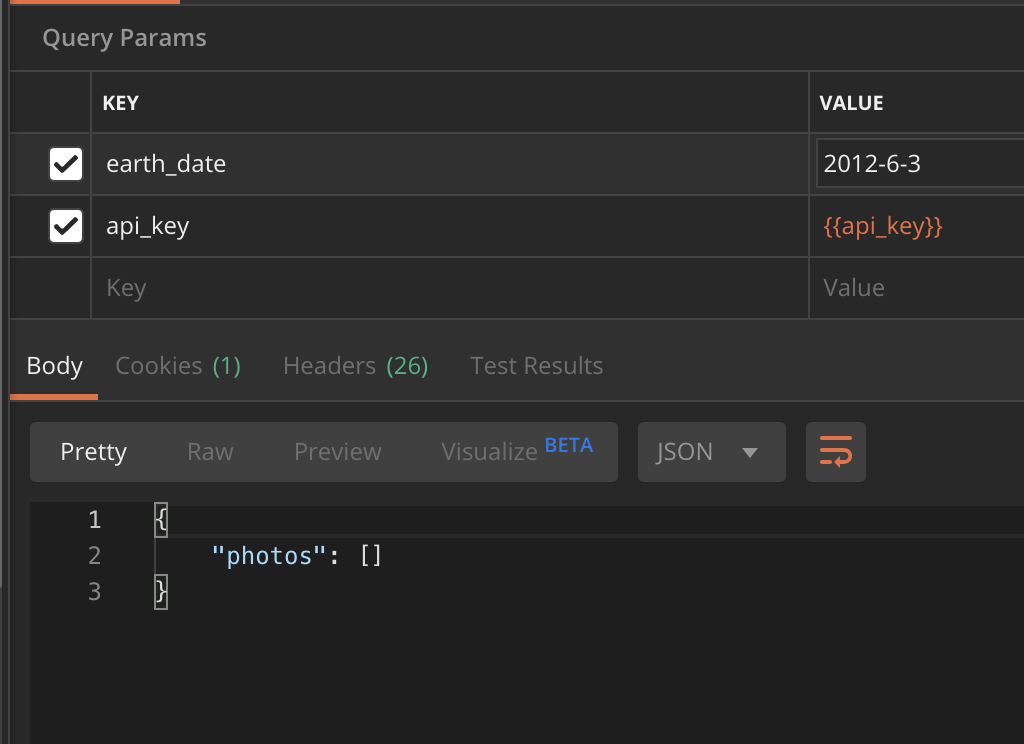 Query Params
KEY VALUE
earth_date 2012-6-3
api_key {{api_key}}
Key Value
Body Cookies (1) Headers (26) Test Results
Pretty Raw Preview Visualize BETA JSON
1 {
2 "photos": []
3 }